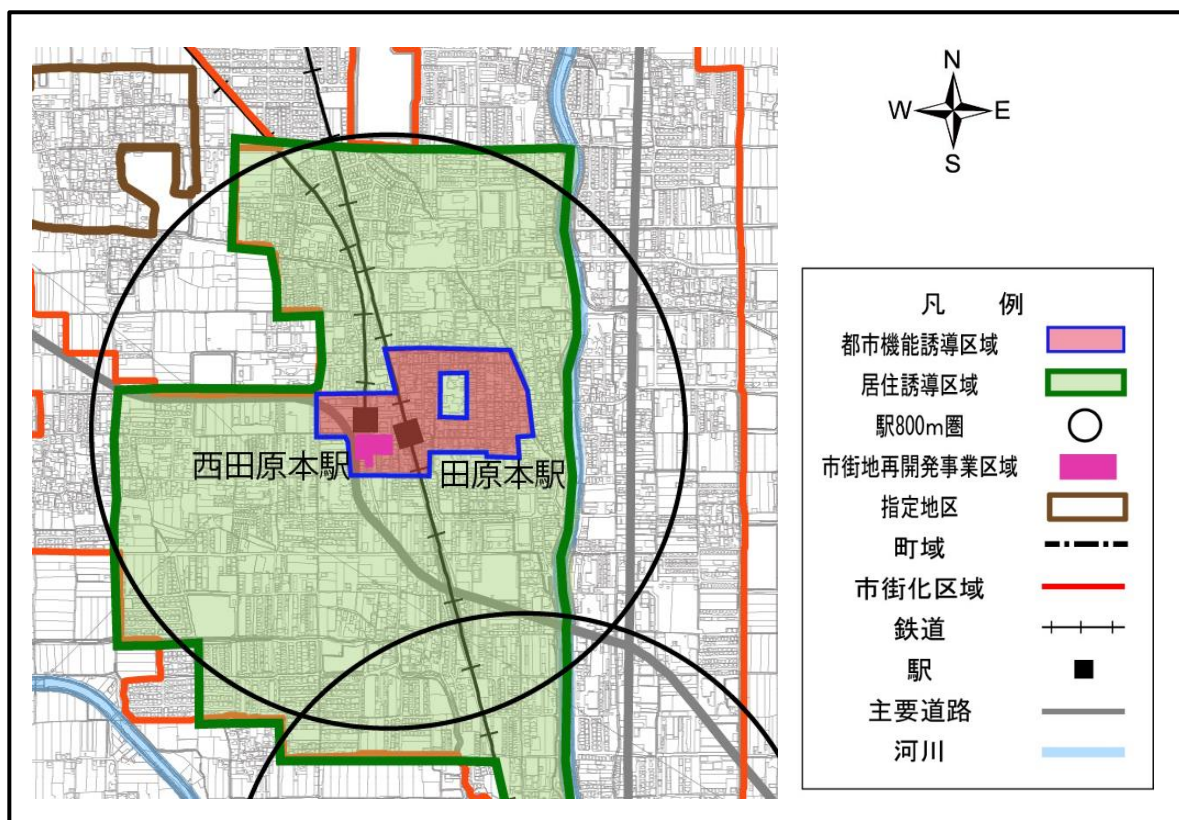 N
W
E
S
西田原本駅
田原本駅
凡 例
都市機能誘導区域
居住誘導区域
駅800m圏
市街地再開発事業区域
指定地区
町域
市街化区域
鉄道
駅
主要道路
河川